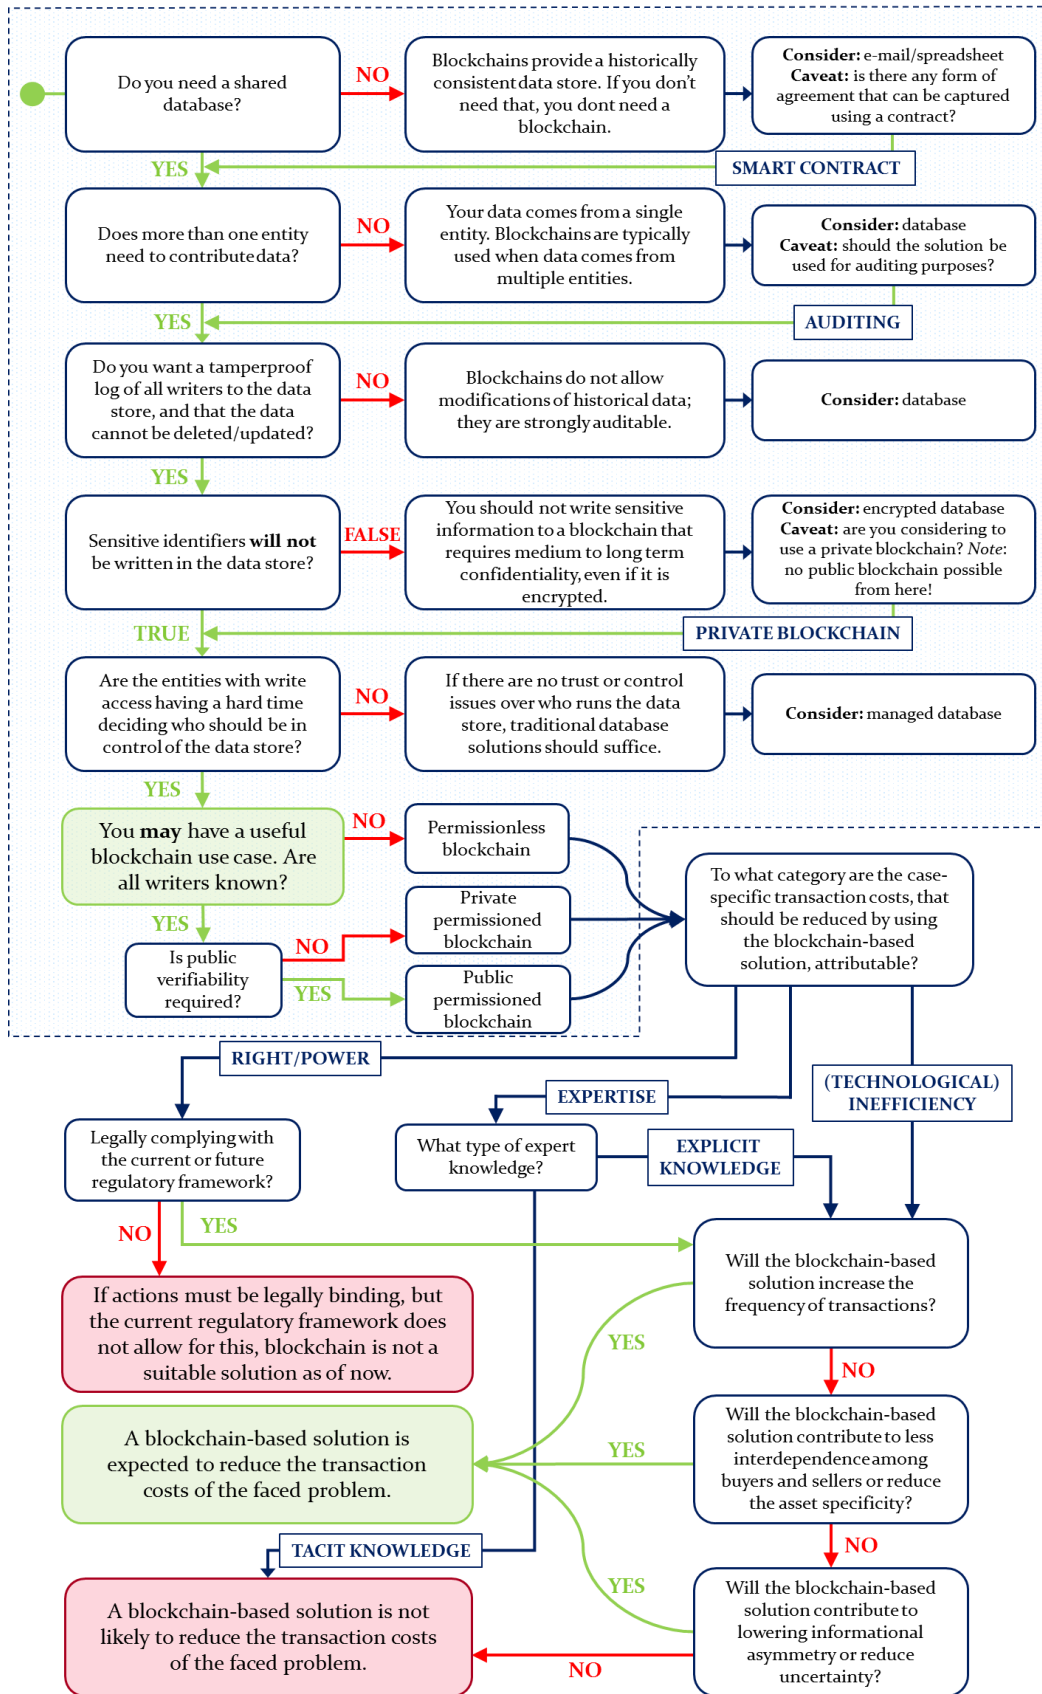 Do you need a shared
database?
NO
Blockchains provide a historically
consistent data store. If you don't
need that, you dont need a
blockchain.
Consider: e-mail/spreadsheet
Caveat: is there any form of
agreement that can be captured
using a contract?
YES
SMART CONTRACT
Does more than one entity
need to contribute data?
NO
Your data comes from a single
entity. Blockchains are typically
used when data comes from
multiple entities.
Consider: database
Caveat: should the solution be
used for auditing purposes?
YES
AUDITING
Do you want a tamperproof
log of all writers to the data
store, and that the data
cannot be deleted/updated?
NO
Blockchains do not allow
modifications of historical data;
they are strongly auditable.
Consider: database
YES
Sensitive identifiers will not
be written in the data store?
FALSE
You should not write sensitive
information to a blockchain that
requires medium to long term
confidentiality, even if it is
encrypted.
Consider: encrypted database
Caveat: are you considering to
use a private blockchain? Note:
no public blockchain possible
from here!
TRUE
PRIVATE BLOCKCHAIN
Are the entities with write
access having a hard time
deciding who should be in
control of the data store?
NO
If there are no trust or control
issues over who runs the data
store, traditional database
solutions should suffice.
Consider: managed database
YES
You may have a useful
blockchain use case. Are
all writers known?
NO
Permissionless
blockchain
YES
Is public
verifiability
required?
NO
Private
permissioned
blockchain
YES
Public
permissioned
blockchain
To what category are the case-
specific transaction costs, that
should be reduced by using
the blockchain-based
solution, attributable?
RIGHT/POWER
EXPERTISE
(TECHNOLOGICAL)
INEFFICIENCY
Legally complying with
the current or future
regulatory framework?
What type of expert
knowledge?
EXPLICIT
KNOWLEDGE
NO
YES
If actions must be legally binding, but
the current regulatory framework does
not allow for this, blockchain is not a
suitable solution as of now.
Will the blockchain-based
solution increase the
frequency of transactions?
YES
NO
A blockchain-based solution is
expected to reduce the transaction
costs of the faced problem.
YES
Will the blockchain-based
solution contribute to less
interdependence among
buyers and sellers or reduce
the asset specificity?
NO
TACIT KNOWLEDGE
YES
A blockchain-based solution is not
likely to reduce the transaction costs
of the faced problem.
Will the blockchain-based
solution contribute to
lowering informational
asymmetry or reduce
uncertainty?
NO